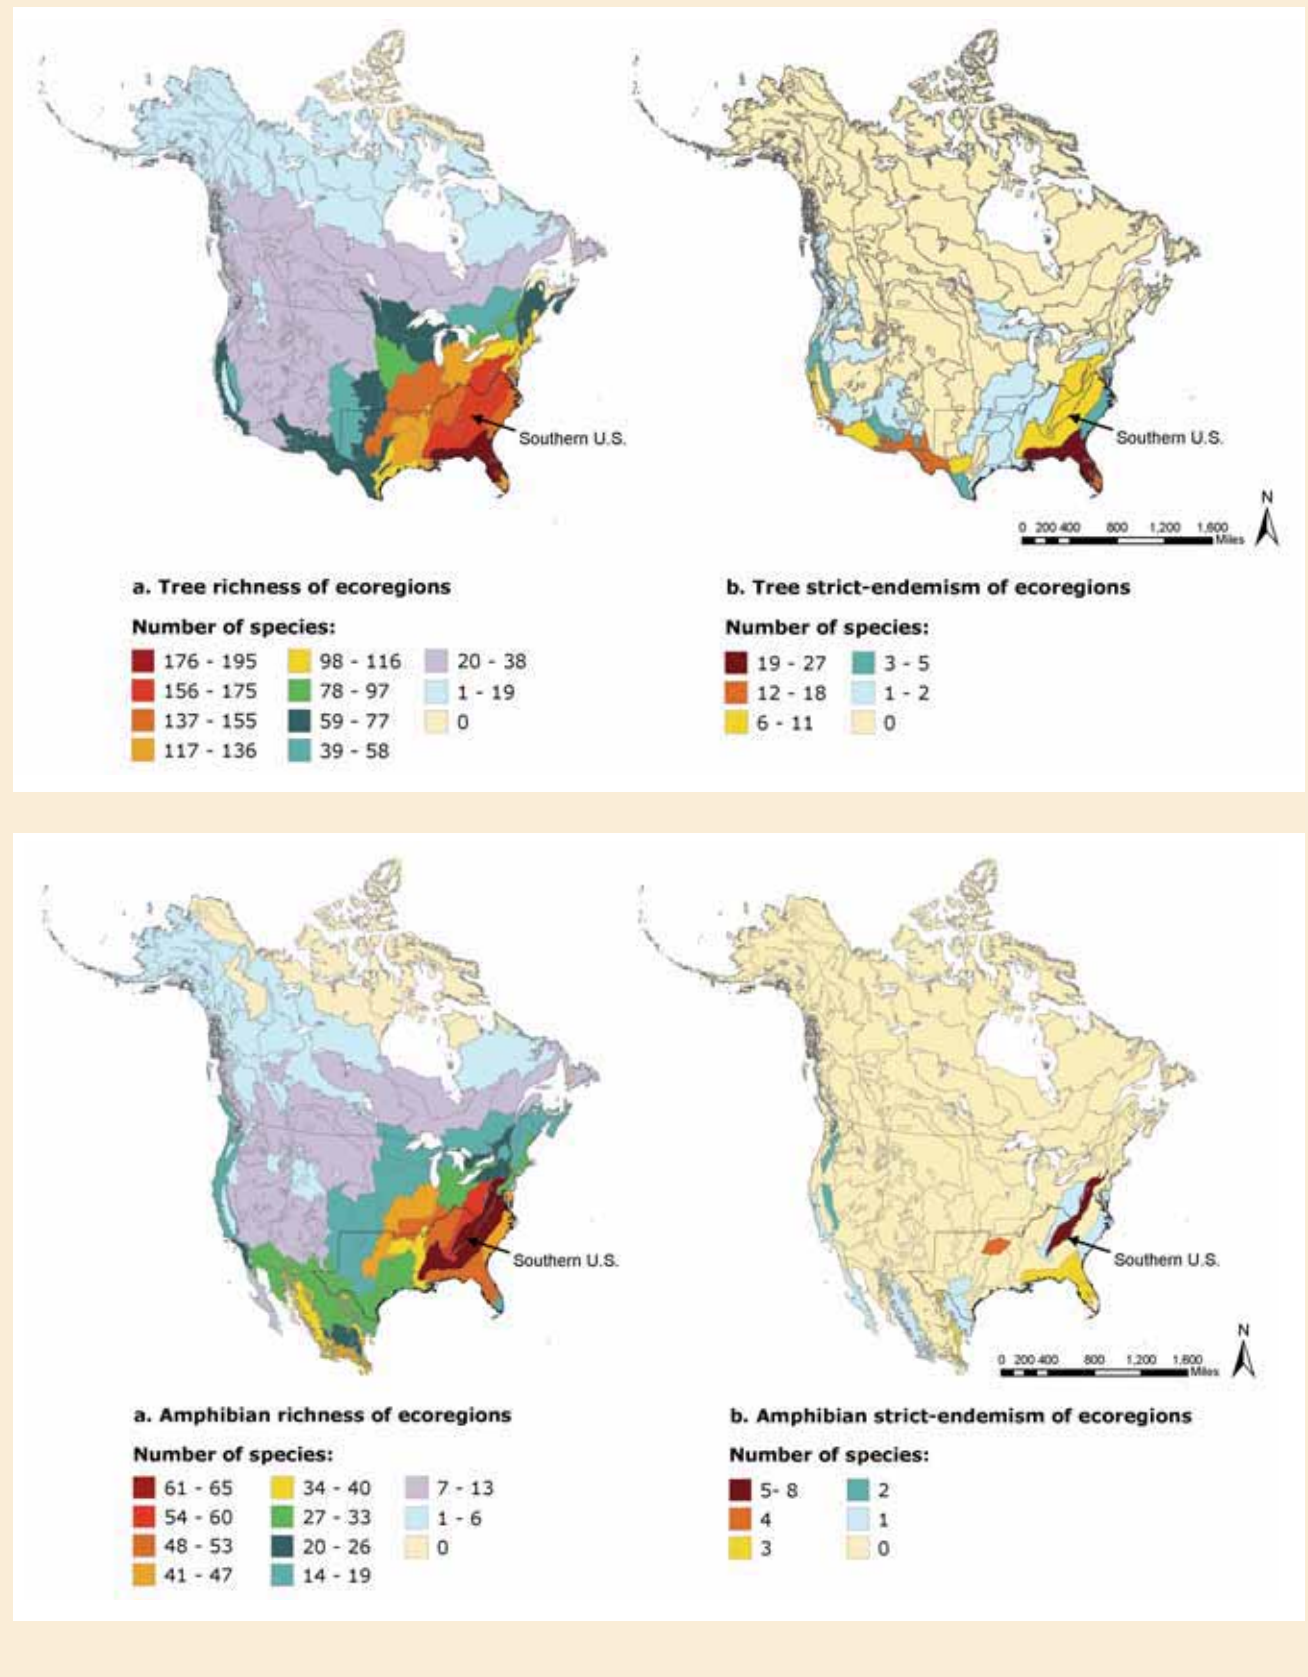 Southern U.S.
Southern U.S.
N
0 200 400 800 1,200 1,600
Miles
a. Tree richness of ecoregions
Number of species:
176 - 195
156 - 175
137 - 155
117 - 136
98 - 116
78 - 97
59 - 77
39 - 58
20 - 38
1 - 19
0
b. Tree strict-endemism of ecoregions
Number of species:
19 - 27
12 - 18
6 - 11
3 - 5
1 - 2
0
Southern U.S.
Southern U.S.
N
0 200 400 800 1,200 1,600
Miles
a. Amphibian richness of ecoregions
Number of species:
61 - 65
54 - 60
48 - 53
41 - 47
34 - 40
27 - 33
20 - 26
14 - 19
7 - 13
1 - 6
0
b. Amphibian strict-endemism of ecoregions
Number of species:
5- 8
4
3
2
1
0